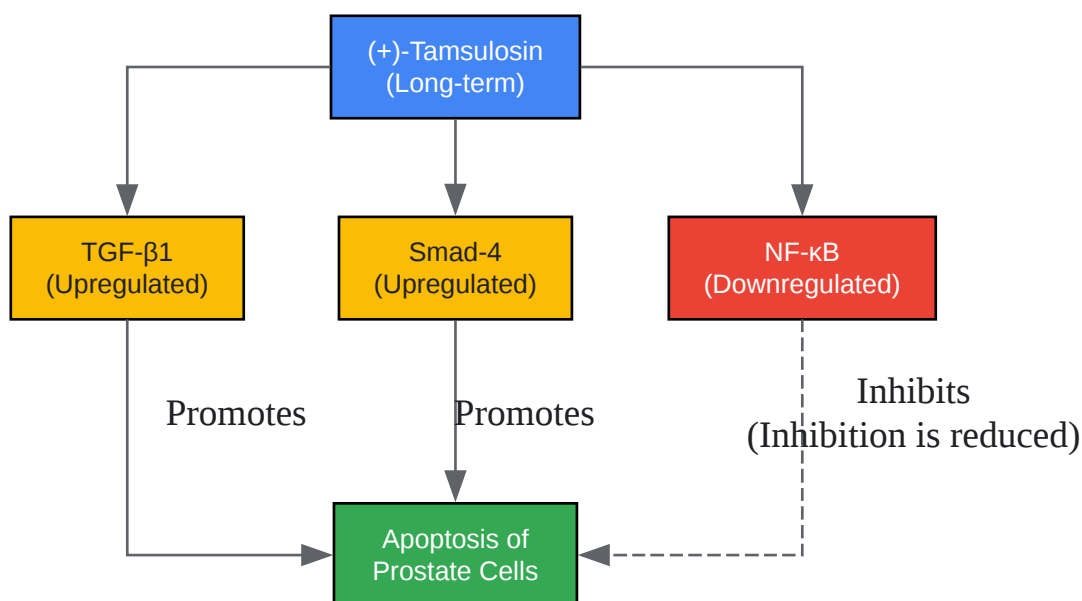 (+)-Tamsulosin
(Long-term)
TGF-β1
(Upregulated)
Smad-4
(Upregulated)
NF-κB
(Downregulated)
Promotes
Promotes
Inhibits
(Inhibition is reduced)
Apoptosis of
Prostate Cells